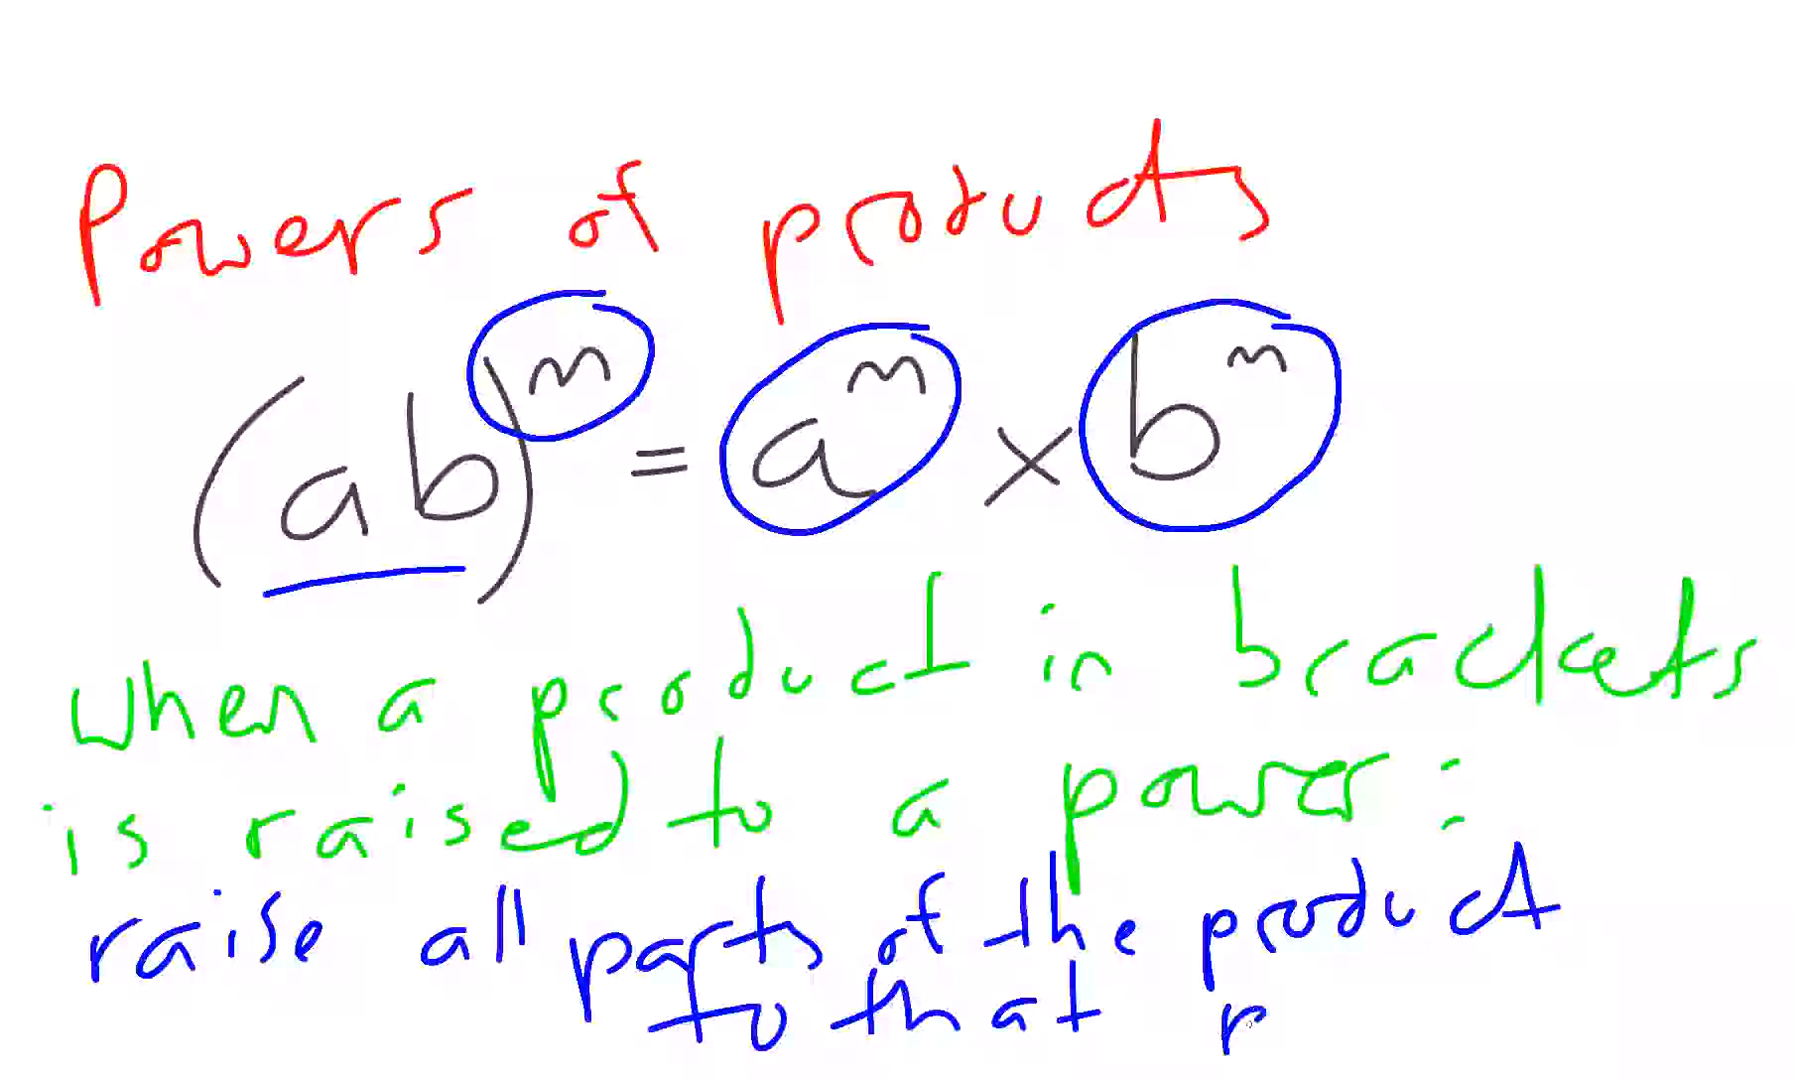 Powers of products
(ab)^m = a^m × b^m
when a product in brackets
is raised to a power:
raise all parts of the product
to that p